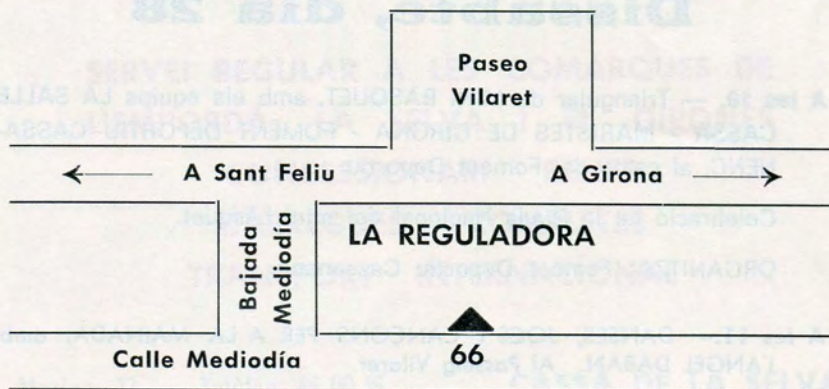 Paseo
Vilaret
← A Sant Feliu A Girona →
Bajada
Mediodía
LA REGULADORA
Calle Mediodía
66